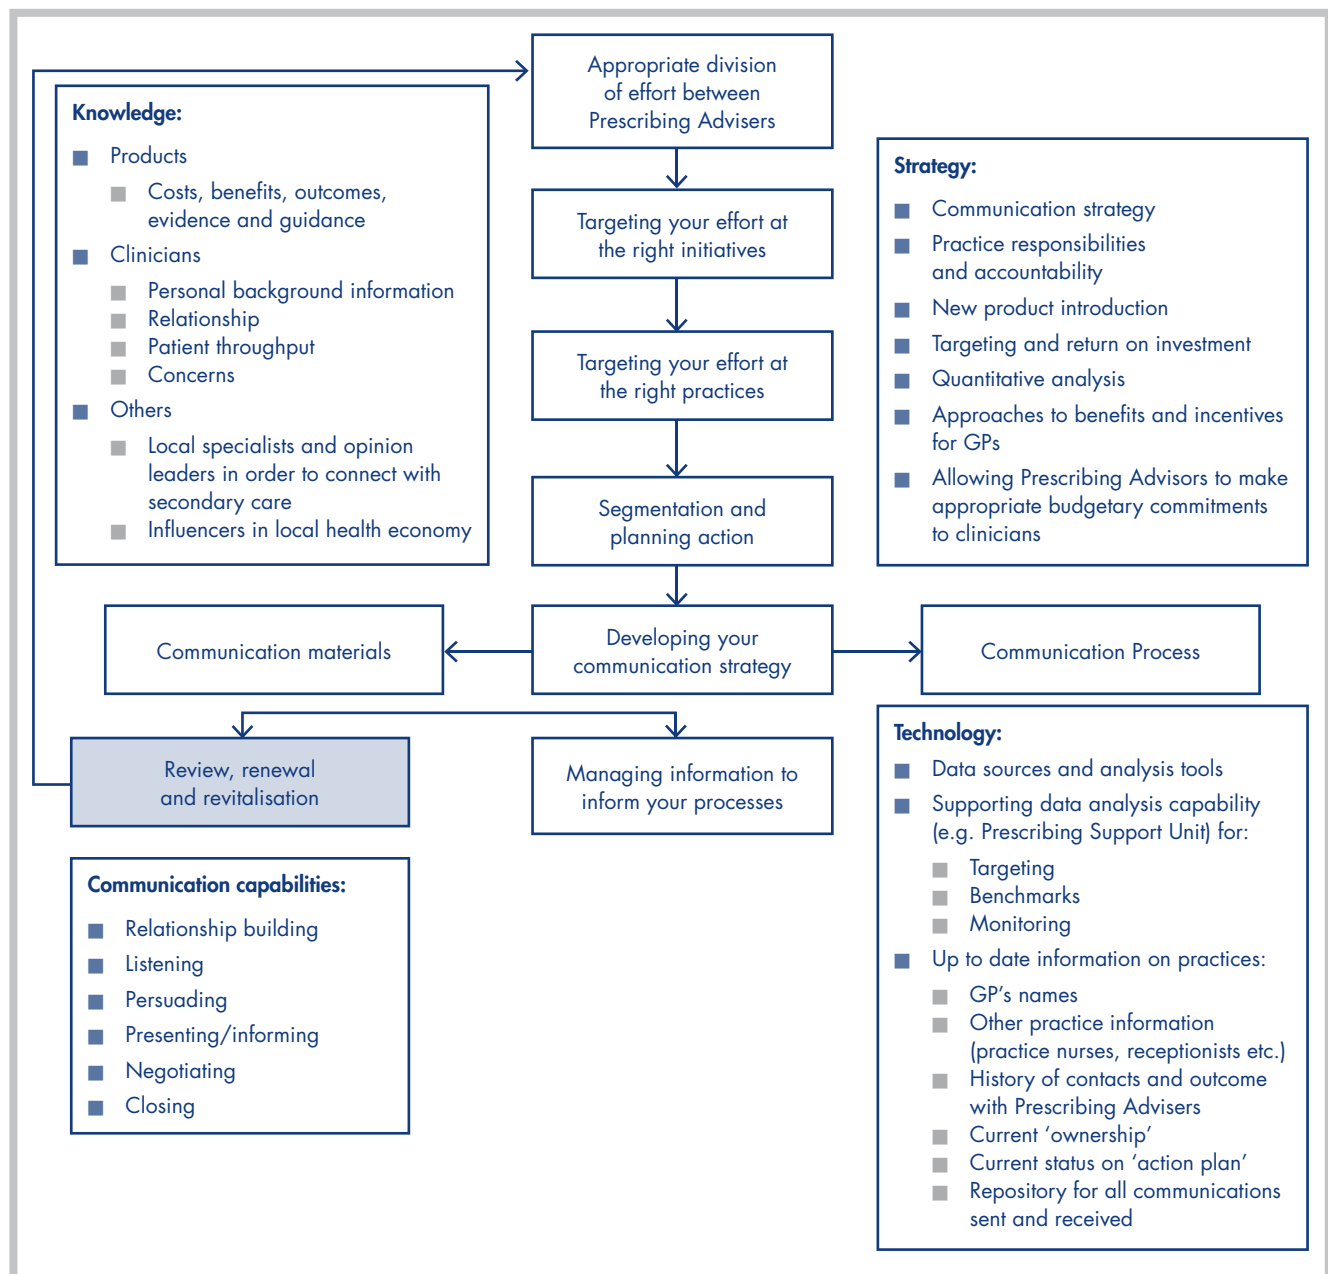 Appropriate division
of effort between
Prescribing Advisers
Knowledge:
Products
Costs, benefits, outcomes,
evidence and guidance
Clinicians
Personal background information
Relationship
Patient throughput
Concerns
Others
Local specialists and opinion
leaders in order to connect with
secondary care
Influencers in local health economy
Targeting your effort at
the right initiatives
Targeting your effort at
the right practices
Segmentation and
planning action
Strategy:
Communication strategy
Practice responsibilities
and accountability
New product introduction
Targeting and return on investment
Quantitative analysis
Approaches to benefits and incentives
for GPs
Allowing Prescribing Advisors to make
appropriate budgetary commitments
to clinicians
Communication materials
Developing your
communication strategy
Communication Process
Review, renewal
and revitalisation
Managing information to
inform your processes
Communication capabilities:
Relationship building
Listening
Persuading
Presenting/informing
Negotiating
Closing
Technology:
Data sources and analysis tools
Supporting data analysis capability
(e.g. Prescribing Support Unit) for:
Targeting
Benchmarks
Monitoring
Up to date information on practices:
GP’s names
Other practice information
(practice nurses, receptionists etc.)
History of contacts and outcome
with Prescribing Advisers
Current ‘ownership’
Current status on ‘action plan’
Repository for all communications
sent and received